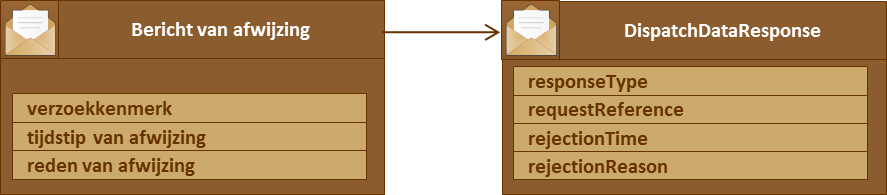 Bericht van afwijzing
verzoekkenmerk
tijdstip van afwijzing
reden van afwijzing
DispatchDataResponse
responseType
requestReference
rejectionTime
rejectionReason